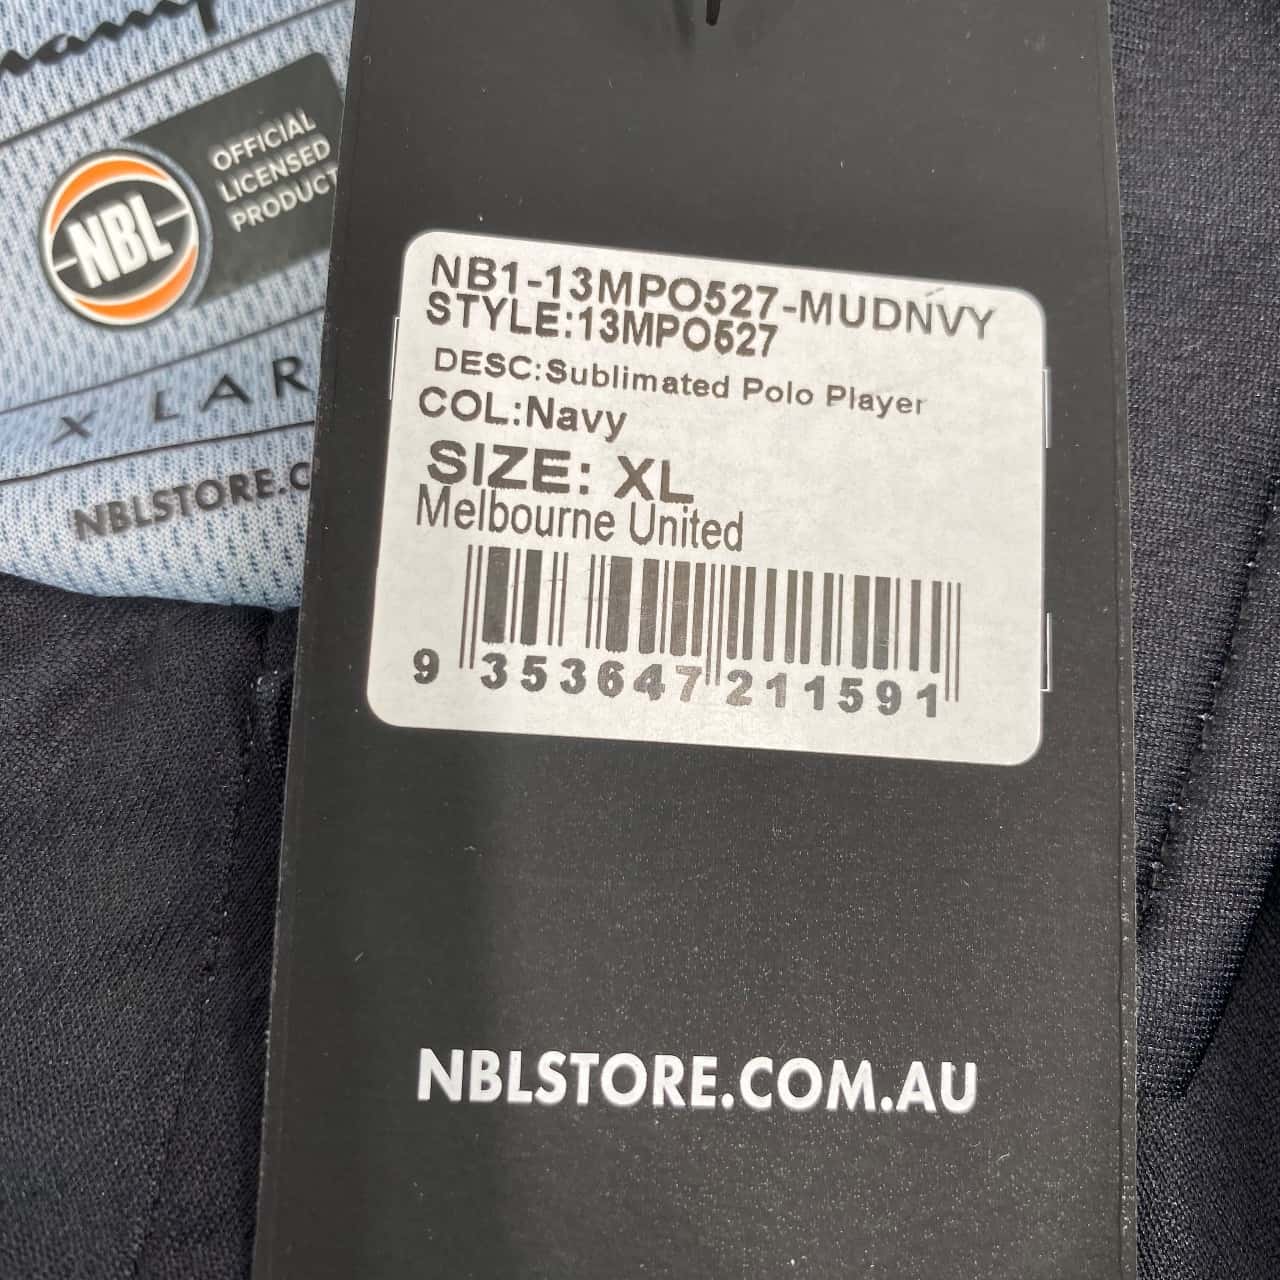 NBL
OFFICIAL
LICENSED
PRODUCT
X LAR
NBLSTORE.C
NB1-13MPO527-MUDNVY
STYLE:13MPO527
DESC:Sublimated Polo Player
COL:Navy
SIZE: XL
Melbourne United
9 353647 211591
NBLSTORE.COM.AU